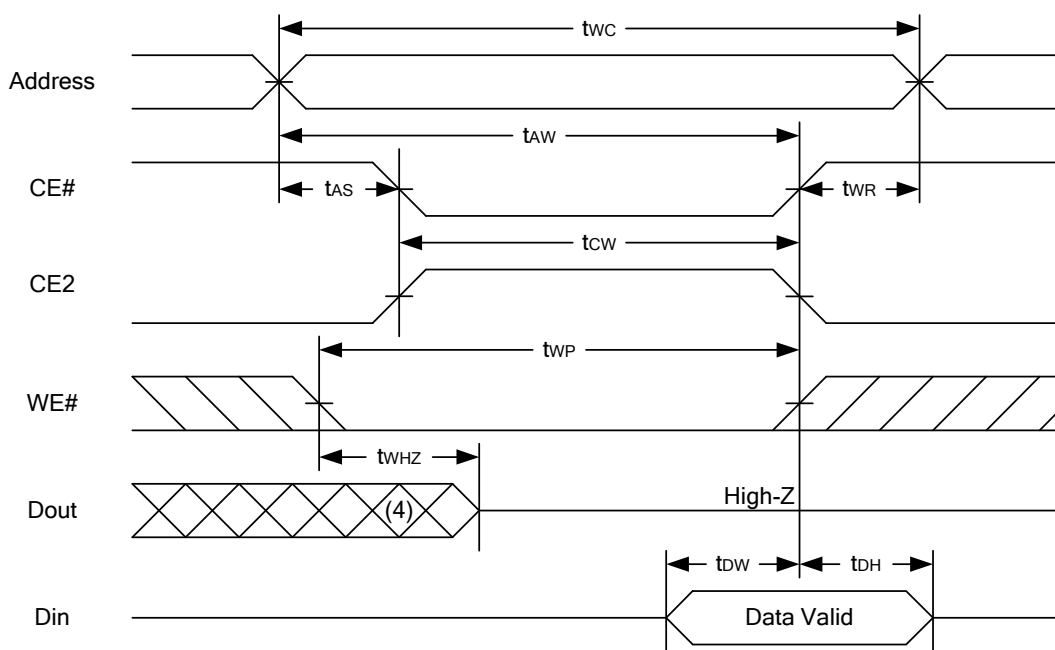 tWC
Address
tAW
CE#
tAS
tWR
tCW
CE2
tWP
WE#
tWHZ
Dout
(4)
High-Z
tDW
tDH
Din
Data Valid